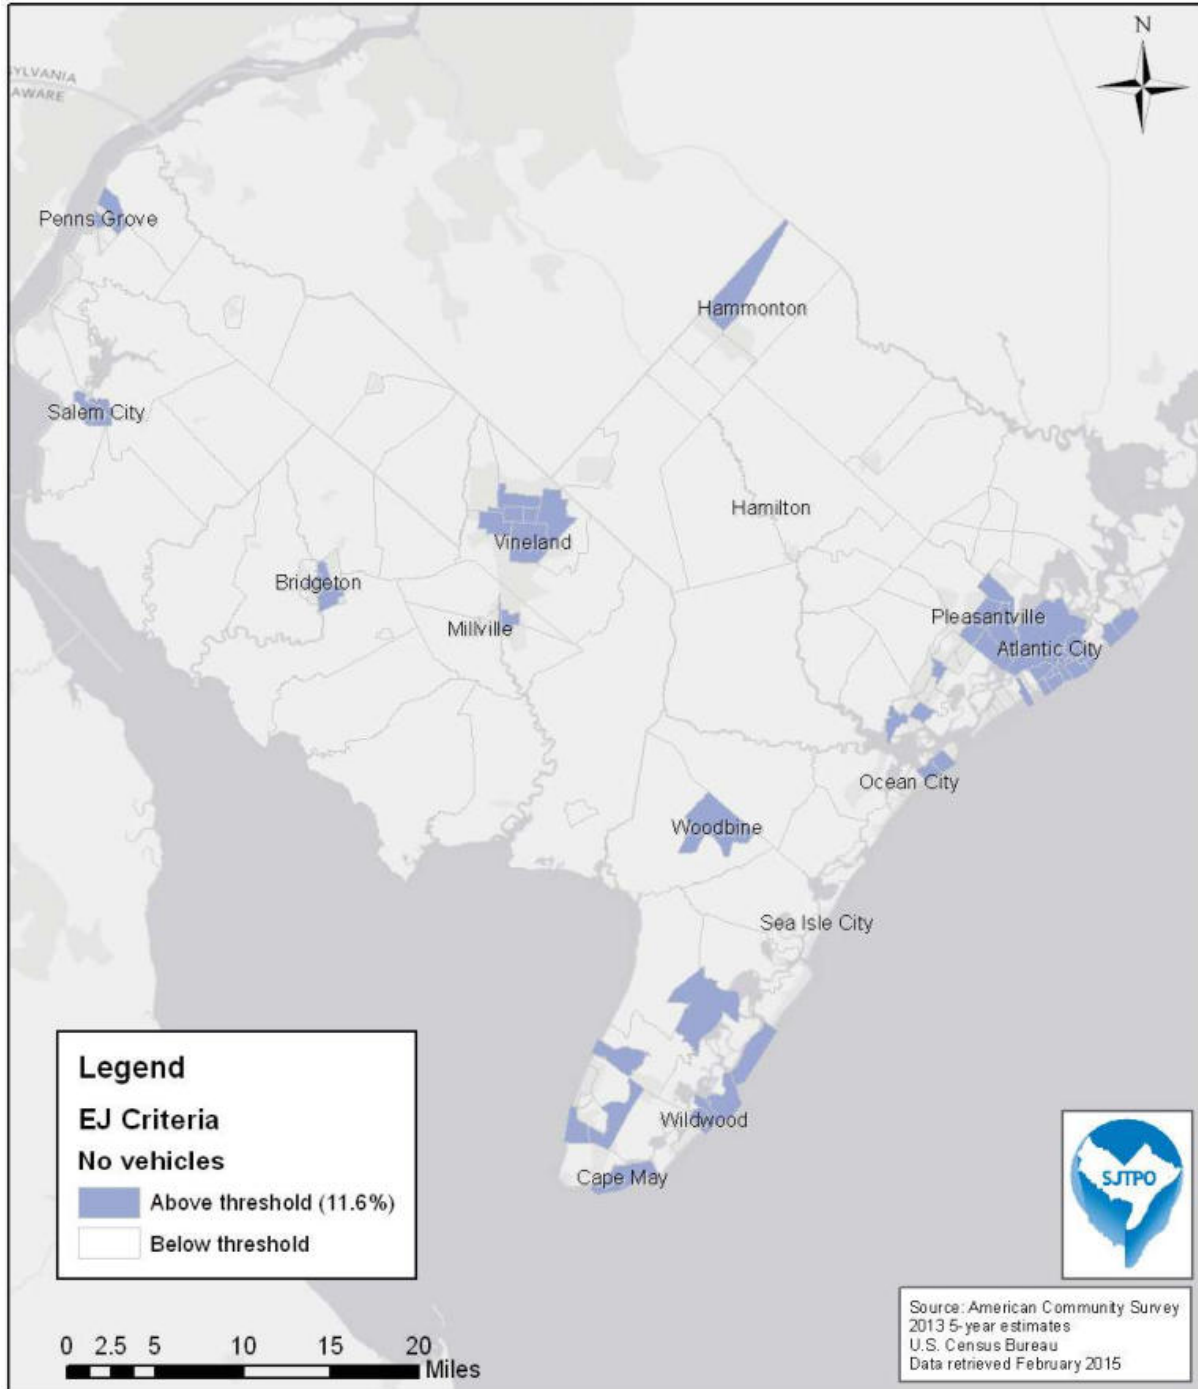 N
SYLVANIA
AWARE
Penns Grove
Hammonton
Salem City
Hamilton
Vineland
Bridgeton
Millville
Pleasantville
Atlantic City
Ocean City
Woodbine
Sea Isle City
Wildwood
Cape May
Legend
EJ Criteria
No vehicles
Above threshold (11.6%)
Below threshold
SJTPO
Source: American Community Survey
2013 5-year estimates
U.S. Census Bureau
Data retrieved February 2015
0 2.5 5 10 15 20
Miles